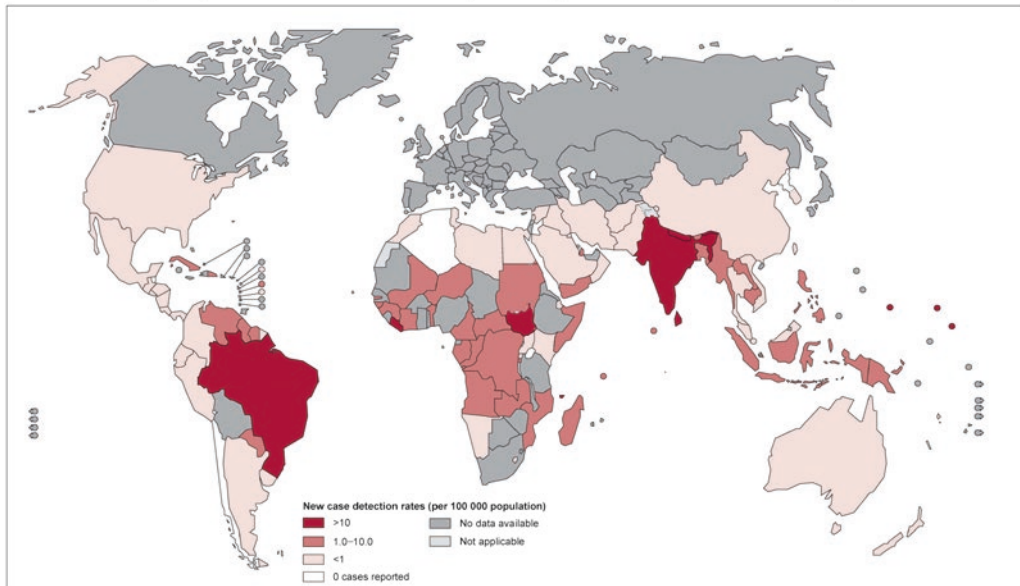 New case detection rates (per 100 000 population)
>10
1.0–10.0
<1
0 cases reported
No data available
Not applicable